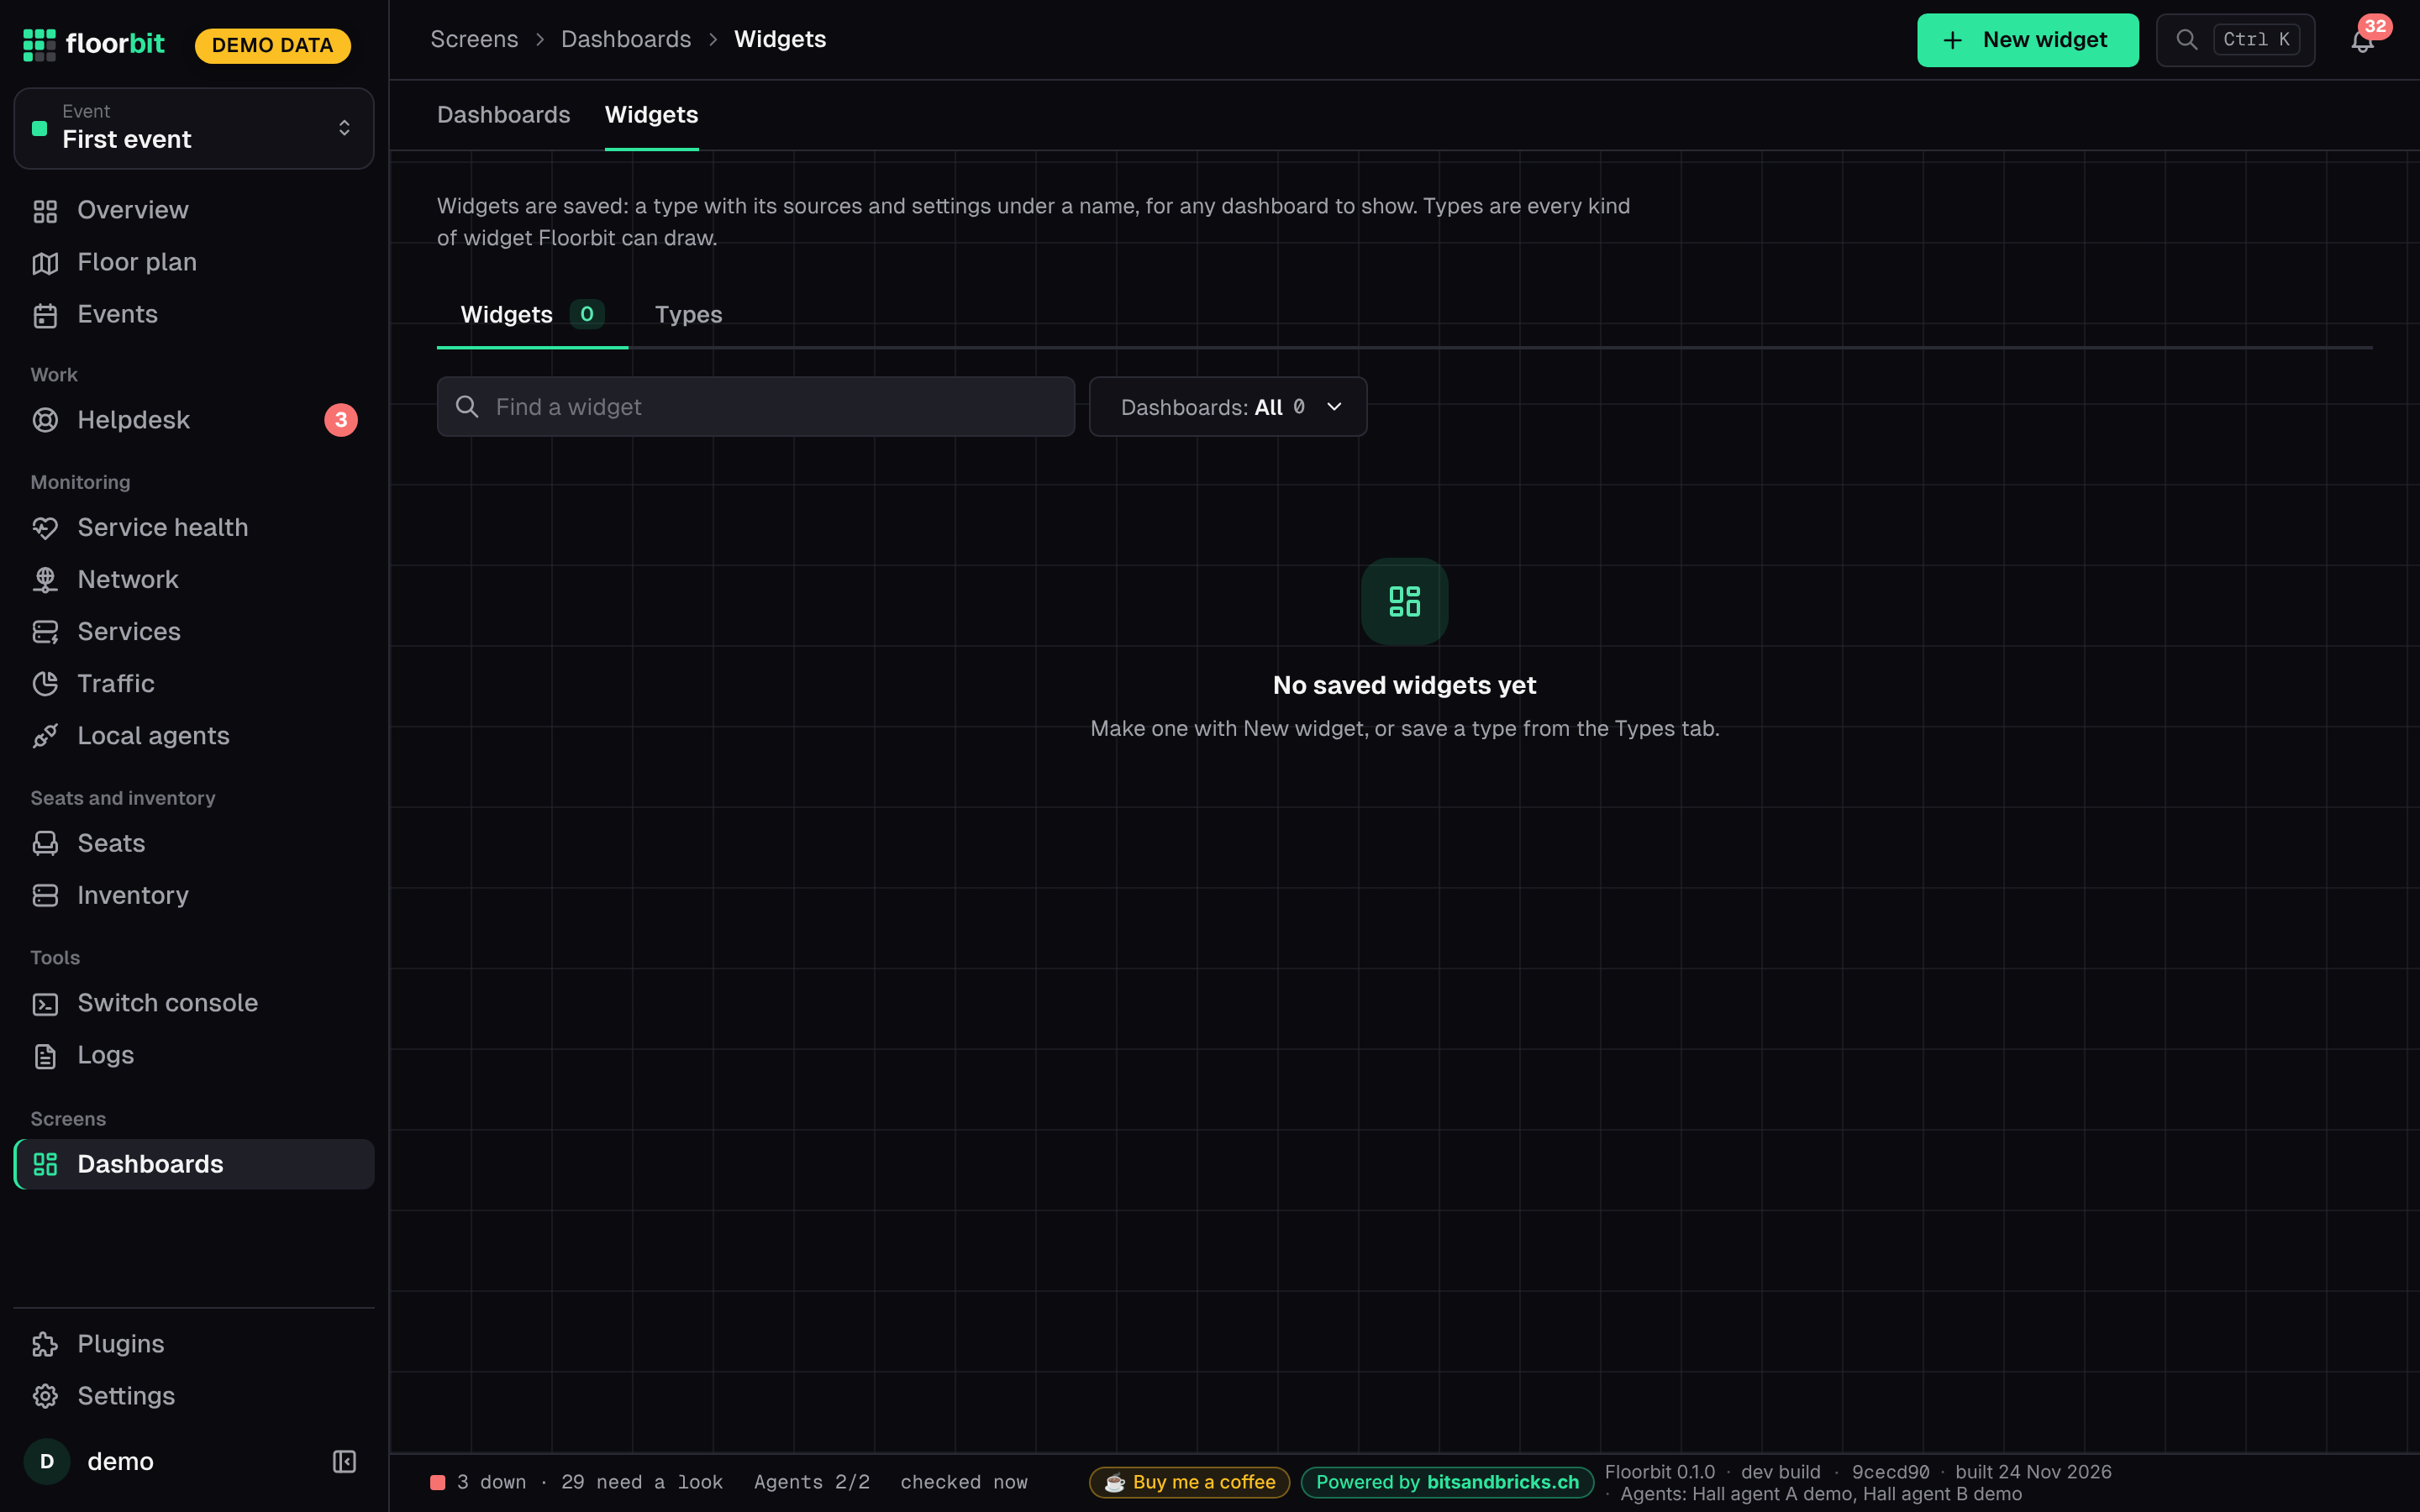 floorbit
DEMO DATA
Event
First event
Overview
Floor plan
Events
Work
Helpdesk
3
Monitoring
Service health
Network
Services
Traffic
Local agents
Seats and inventory
Seats
Inventory
Tools
Switch console
Logs
Screens
Dashboards
Plugins
Settings
D
demo
Screens > Dashboards > Widgets
+ New widget
Ctrl K
32
Dashboards
Widgets
Widgets are saved: a type with its sources and settings under a name, for any dashboard to show. Types are every kind
of widget Floorbit can draw.
Widgets 0
Types
Find a widget
Dashboards: All 0
No saved widgets yet
Make one with New widget, or save a type from the Types tab.
3 down · 29 need a look
Agents 2/2
checked now
☕ Buy me a coffee
Powered by bitsandbricks.ch
Floorbit 0.1.0 · dev build · 9cecd90 · built 24 Nov 2026
· Agents: Hall agent A demo, Hall agent B demo